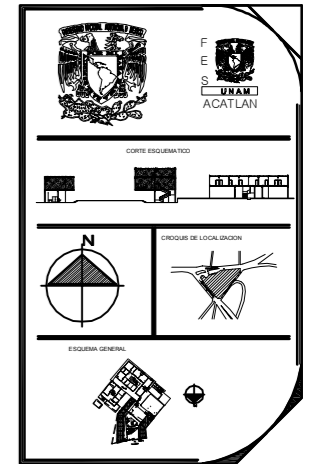 F
E
S
UNAM
ACATLAN
CORTE ESQUEMATICO
N
CROQUIS DE LOCALIZACION
ESQUEMA GENERAL